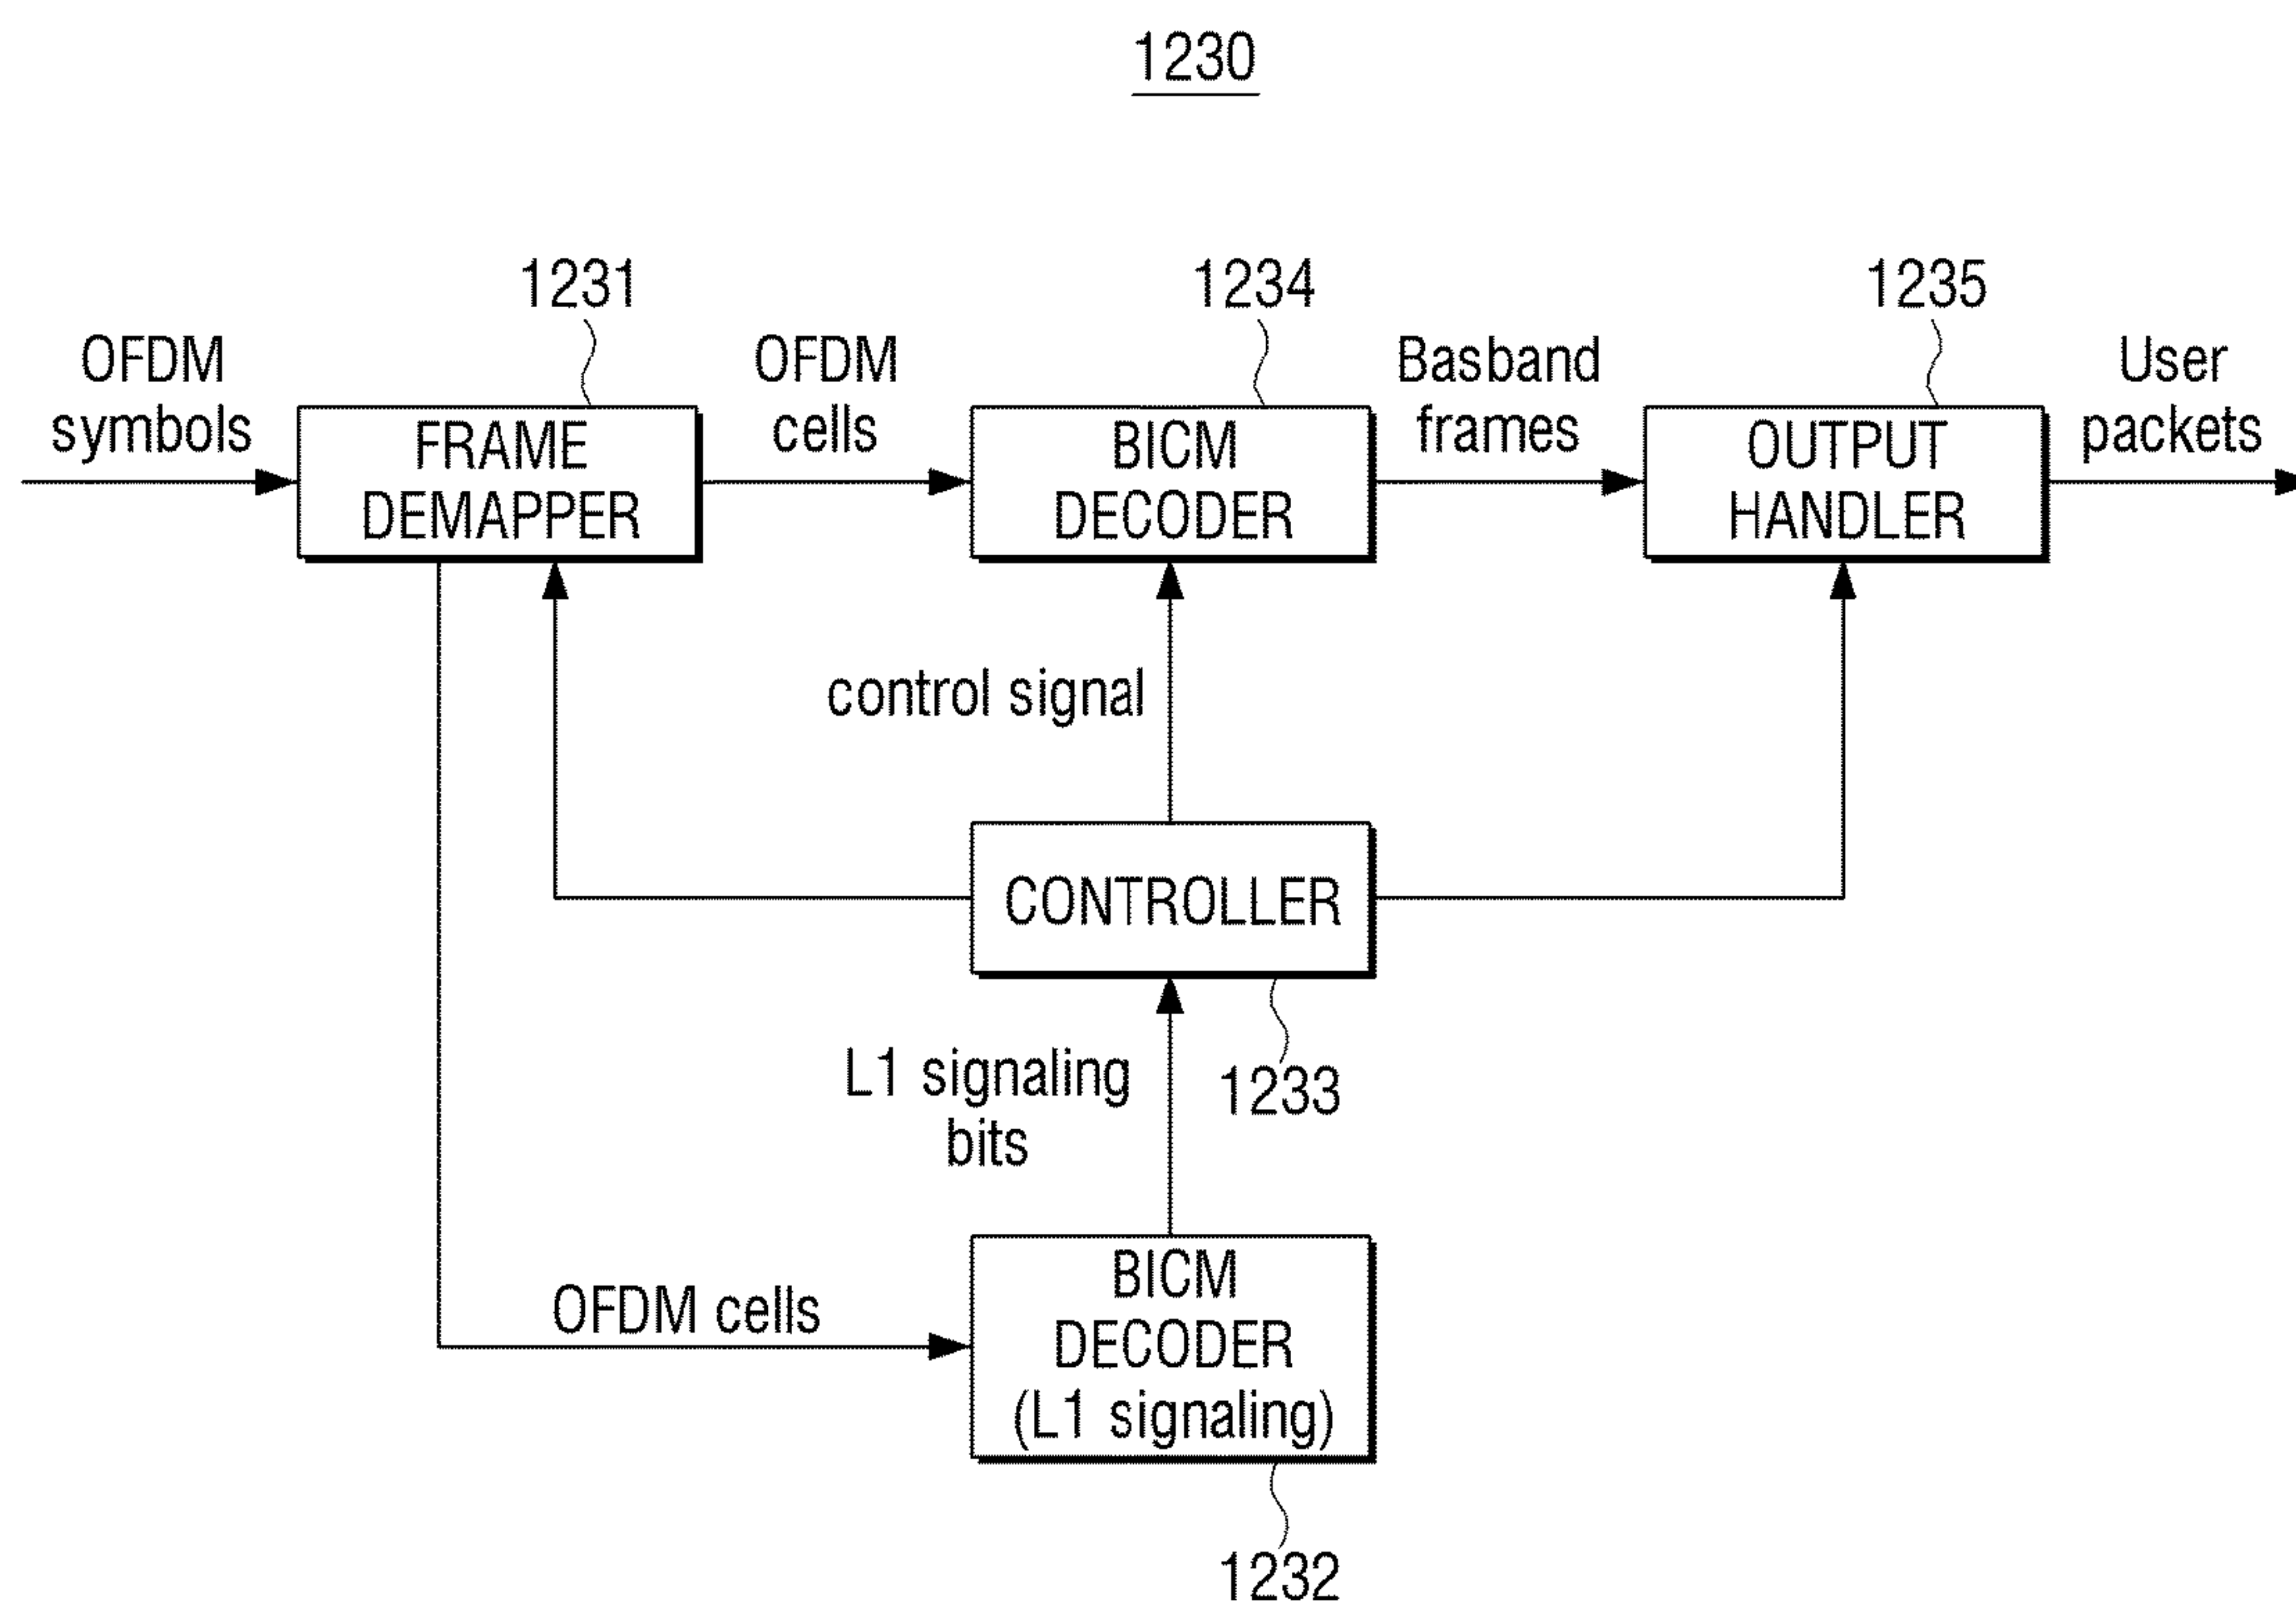 1230
1231
1234
1235
OFDM
symbols
OFDM
cells
Basband
frames
User
packets
FRAME
DEMAPPER
BICM
DECODER
OUTPUT
HANDLER
control signal
CONTROLLER
L1 signaling
bits
1233
OFDM cells
BICM
DECODER
(L1 signaling)
1232